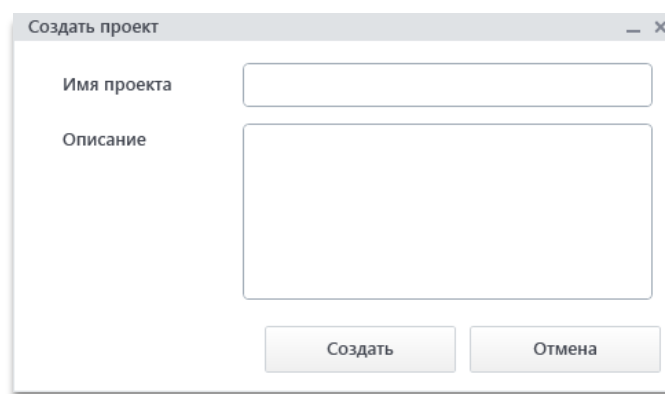 Создать проект
Имя проекта
Описание
Создать Отмена